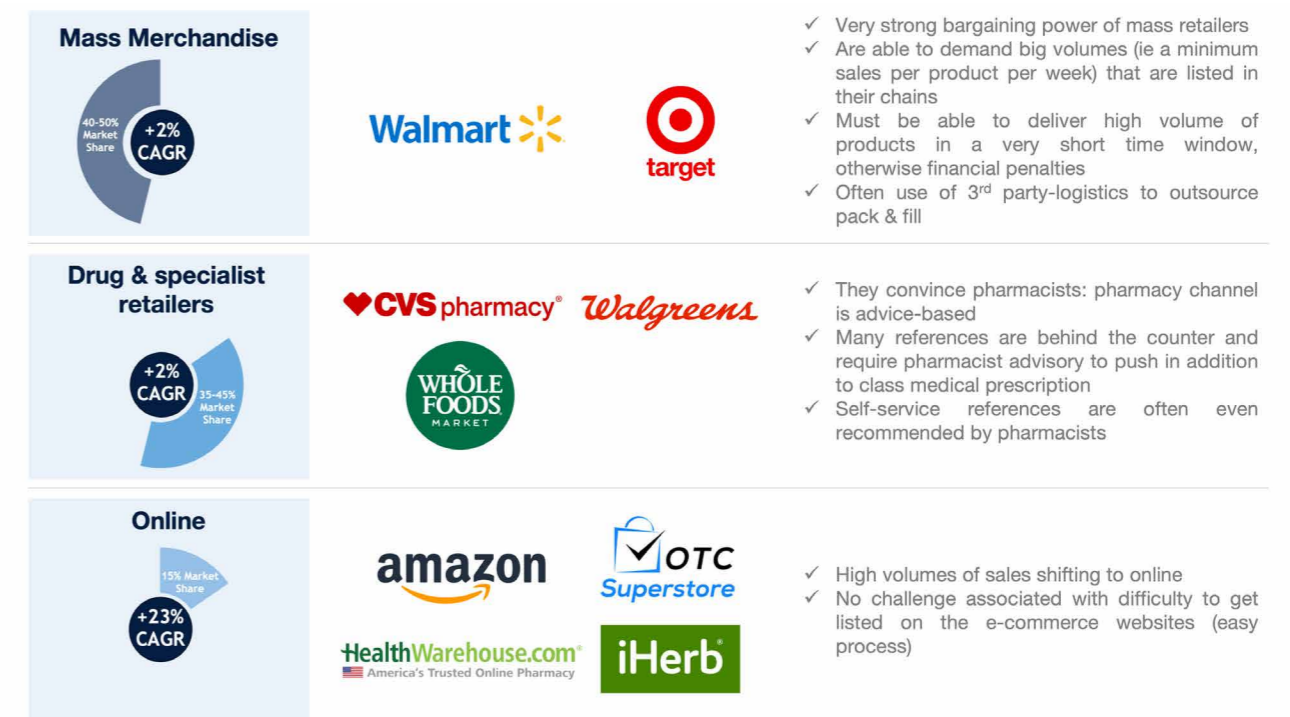 Mass Merchandise
40-50%
Market
Share
+2%
CAGR
Walmart
target
✓ Very strong bargaining power of mass retailers
✓ Are able to demand big volumes (ie a minimum
sales per product per week) that are listed in
their chains
✓ Must be able to deliver high volume of
products in a very short time window,
otherwise financial penalties
✓ Often use of 3rd party-logistics to outsource
pack & fill
Drug & specialist
retailers
+2%
CAGR
35-45%
Market
Share
CVS pharmacy®
Walgreens
WHOLE
FOODS
MARKET
✓ They convince pharmacists: pharmacy channel
is advice-based
✓ Many references are behind the counter and
require pharmacist advisory to push in addition
to class medical prescription
✓ Self-service references are often even
recommended by pharmacists
Online
15% Market
Share
+23%
CAGR
amazon
OTC
Superstore
HealthWarehouse.com®
America's Trusted Online Pharmacy
iHerb®
✓ High volumes of sales shifting to online
✓ No challenge associated with difficulty to get
listed on the e-commerce websites (easy
process)